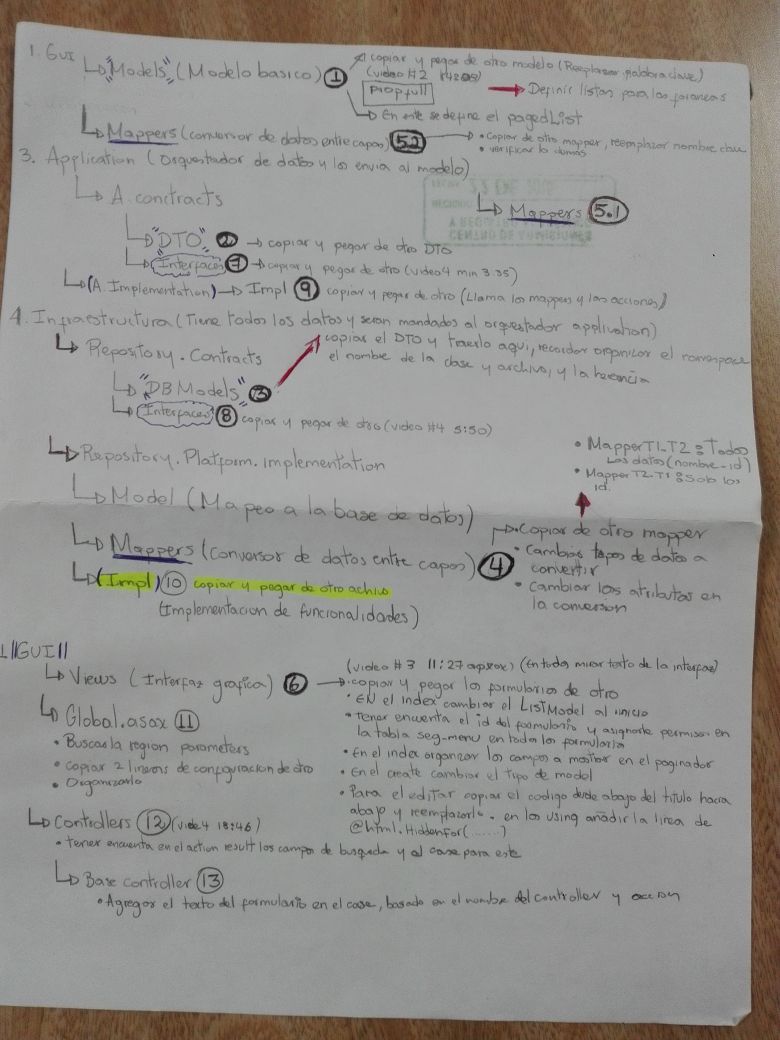 1. GUI
"Models" (Modelo basico) 1
copiar y pegar de otro modelo (Reemplazar palabra clave)
(video #2
Propfull
Definir listas para las foraneas
En este se define el pagedList
Mappers (conversor de datos entre capas) 5.2
• Copiar de otro mapper, reemplazar nombre clase
• verificar lo demas
3. Application (Orquestador de datos y los envia al modelo)
A. conctracts
Mappers 5.1
"DTO" 2 → copiar y pegar de otro DTO
Interfaces 7 → copiar y pegar de otro (video 4 min 3:35)
(A. Implementation) → Impl 9 copiar y pegar de otro (Llama los mappers y las acciones)
4. Infraestructura (Tiene todos los datos y seran mandados al orquestador application)
Repository. Contracts
copiar el DTO y traerlo aqui, recordar organizar el namespace
el nombre de la clase y archivo, y la herencia
"DB Models" 3
Interfaces 8 copiar y pegar de otro (video #4 5:50)
Repository. Platform. implementation
• Mapper T1-T2 : Todos
Los datos (nombre-id)
• Mapper T2-T1 : Solo los
id.
Model (Mapeo a la base de datos)
Mappers (conversor de datos entre capas) 4
Copiar de otro mapper
• Cambiar tipos de datos a
convertir
• Cambiar los atributos en
la conversion
(Impl) 10 copiar y pegar de otro achivo
(Implementacion de funcionalidades)
1 ||GUI||
Views (Interfaz grafica) 6
(video #3 11:27 aprox) (En todas mirar texto de la interfaz)
• copiar y pegar los formularios de otro
• EN el index cambiar el ListModel al inicio
• Tener encuenta el id del formulario y asignarle permisos en
la tabla seg-menu en todos los formularios
• En el index organizar los campos a mostrar en el paginador
• En el create cambiar el tipo de model
• Para el editar copiar el codigo desde abajo del titulo hacia
abajo y reemplazarlo. en los using añadir la linea de
@html.HiddenFor(......)
Global.asax 11
• Buscar la region parameters
• copiar 2 lineas de configuracion de otro
• Organizarlo
Controllers 12 (vide 4 18:46)
• tener encuenta en el action result los campos de busqueda y el case para este
Base controller 13
• Agregar el texto del formulario en el case, basado en el nombre del controller y accion